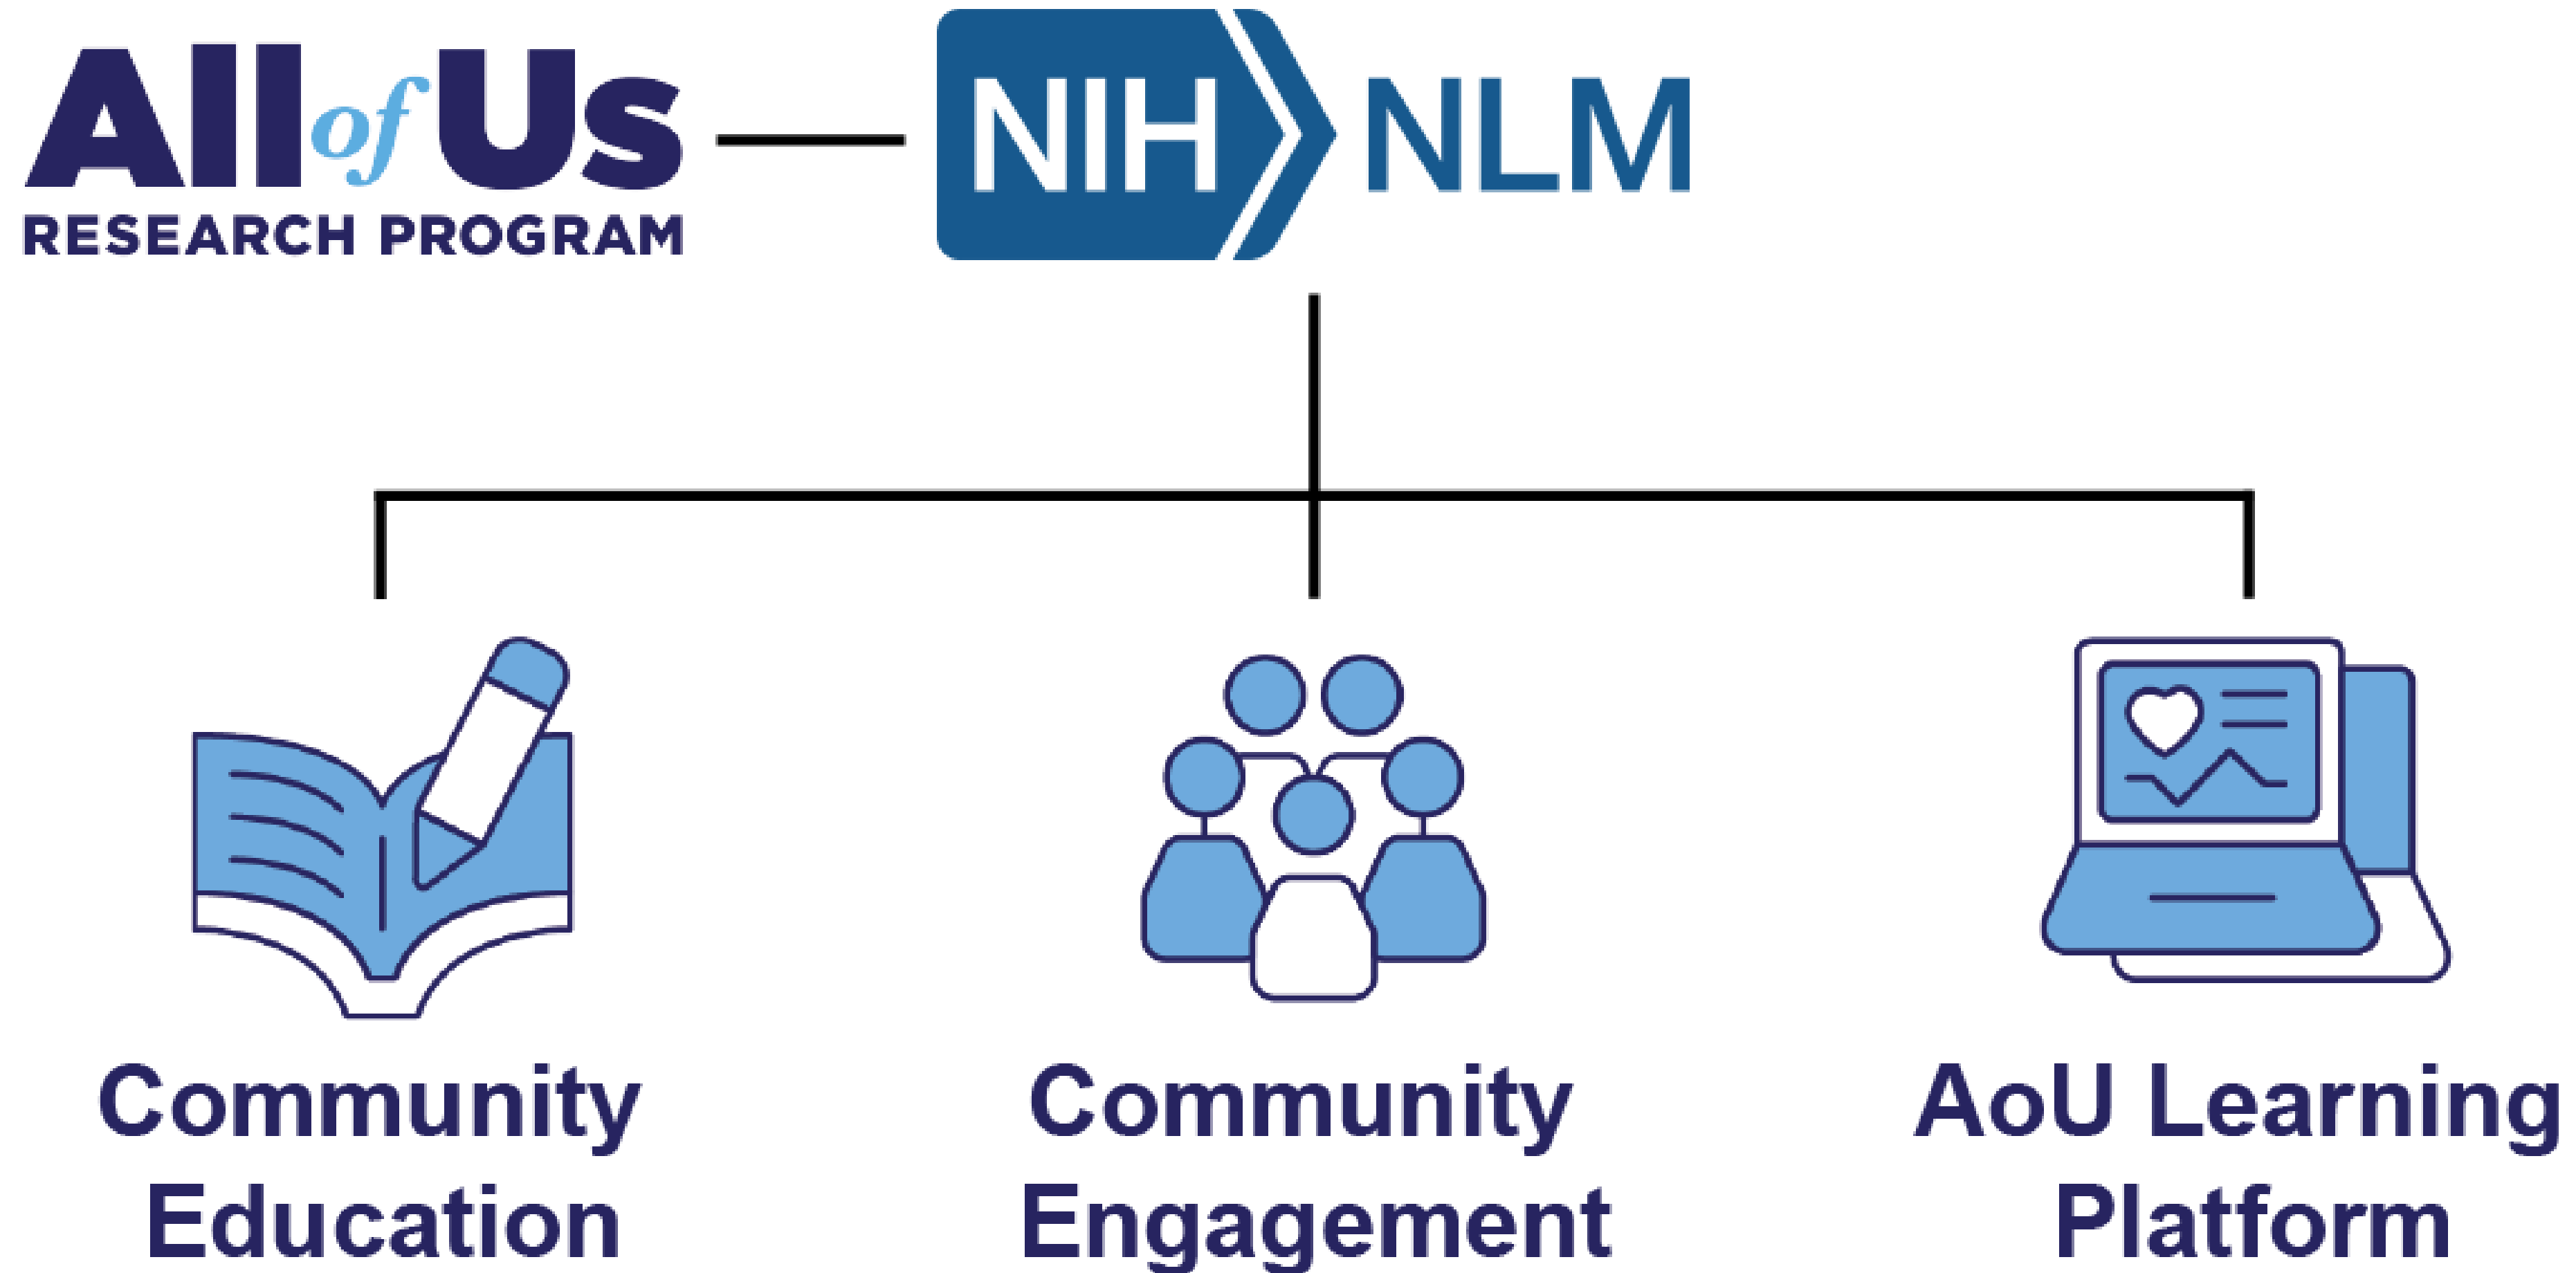 All of Us
RESEARCH PROGRAM
NIH NLM
Community
Education
Community
Engagement
AoU Learning
Platform